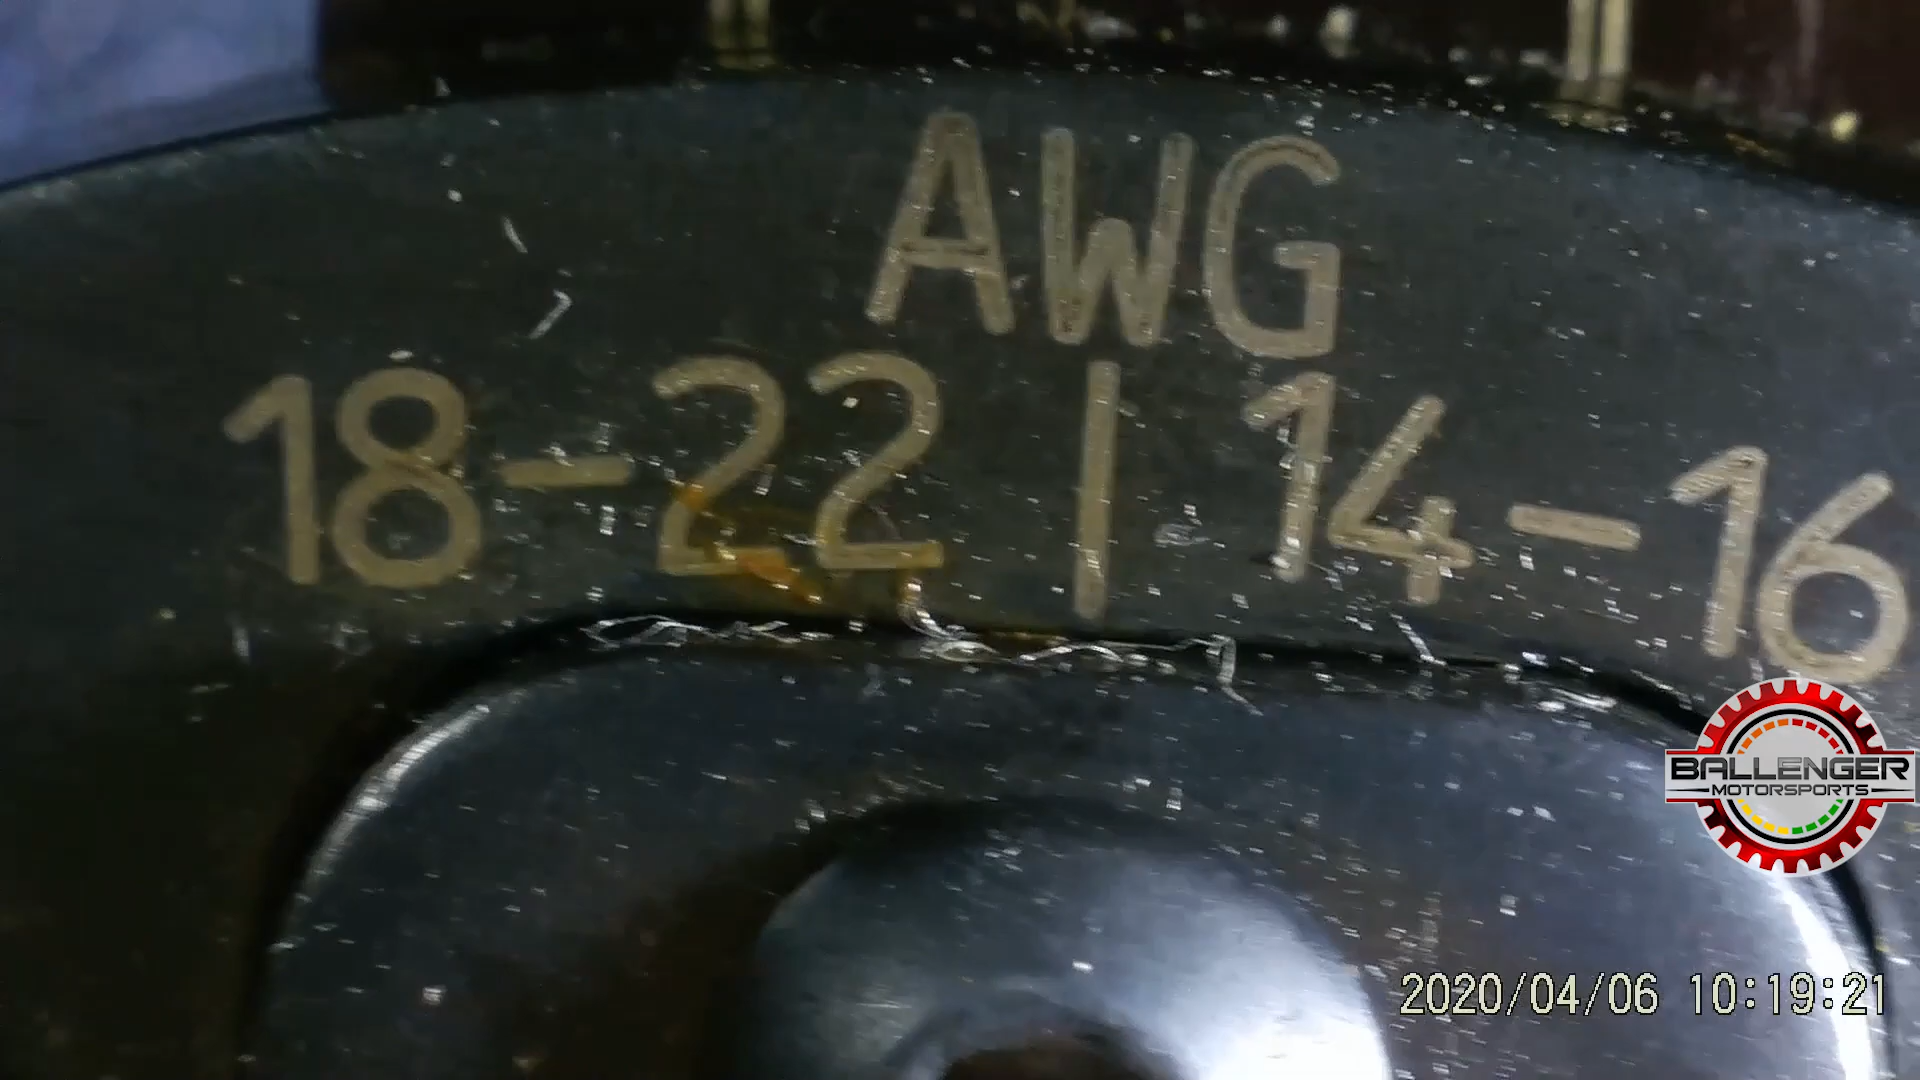 AWG
18-22 | 14-16
BALLENGER
MOTORSPORTS
2020/04/06 10:19:21